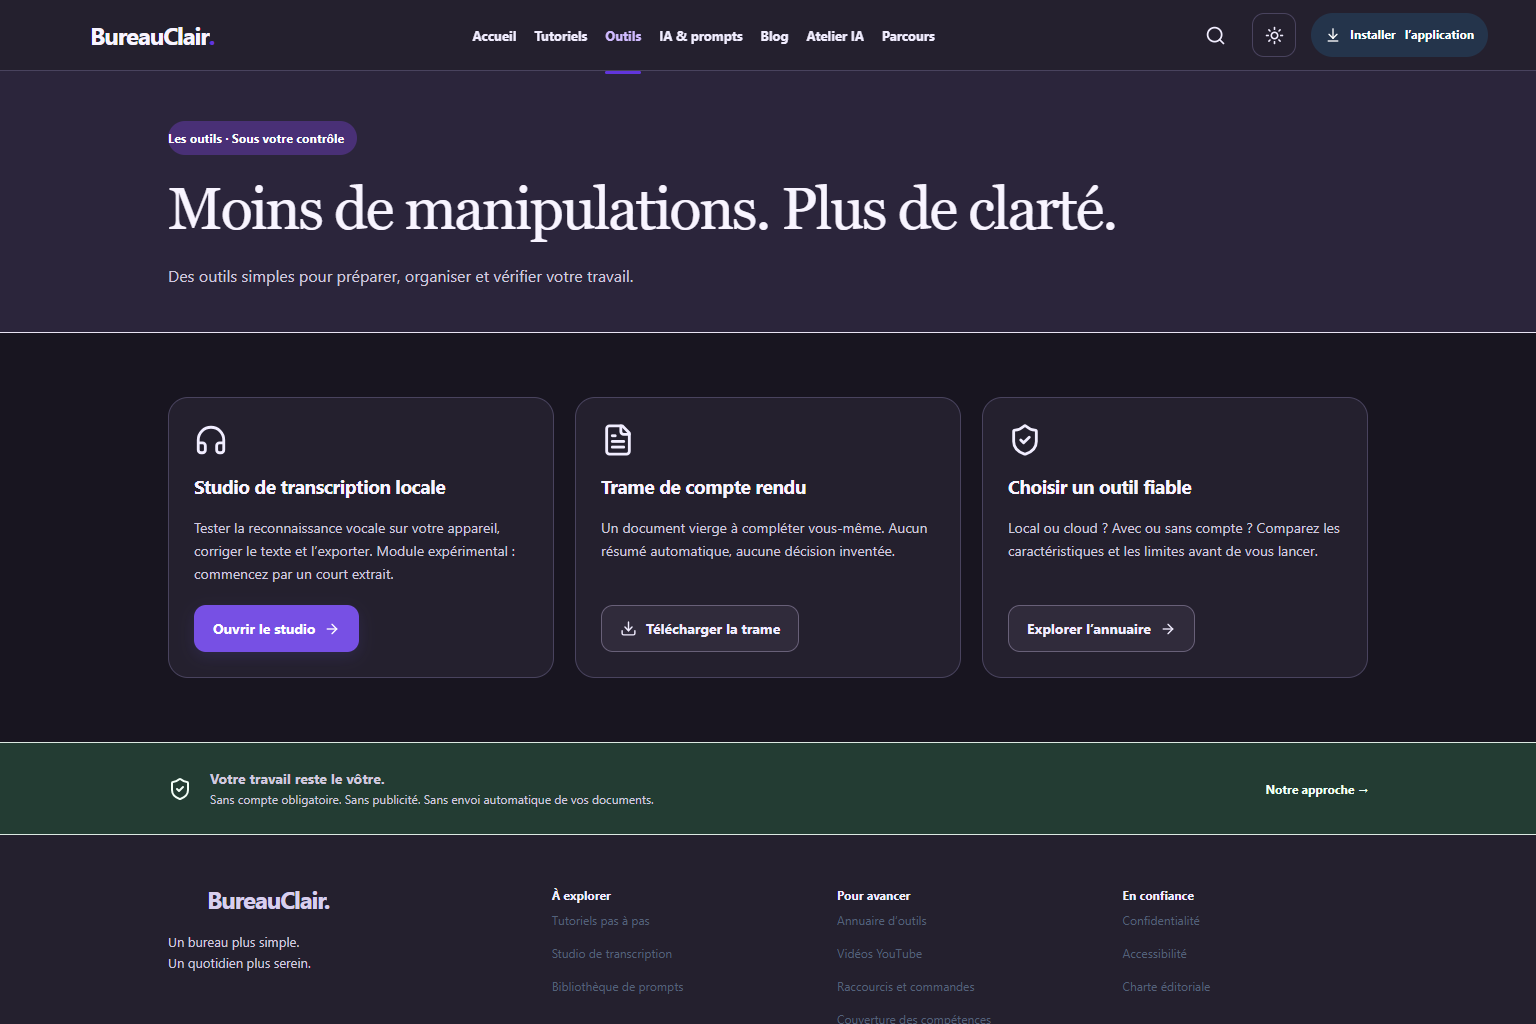 BureauClair.
Accueil Tutoriels Outils IA & prompts Blog Atelier IA Parcours
Installer l’application
Les outils · Sous votre contrôle
Moins de manipulations. Plus de clarté.
Des outils simples pour préparer, organiser et vérifier votre travail.
Studio de transcription locale
Tester la reconnaissance vocale sur votre appareil,
corriger le texte et l’exporter. Module expérimental :
commencez par un court extrait.
Ouvrir le studio →
Trame de compte rendu
Un document vierge à compléter vous-même. Aucun
résumé automatique, aucune décision inventée.
Télécharger la trame
Choisir un outil fiable
Local ou cloud ? Avec ou sans compte ? Comparez les
caractéristiques et les limites avant de vous lancer.
Explorer l’annuaire →
Votre travail reste le vôtre.
Sans compte obligatoire. Sans publicité. Sans envoi automatique de vos documents.
Notre approche →
BureauClair.
Un bureau plus simple.
Un quotidien plus serein.
À explorer
Tutoriels pas à pas
Studio de transcription
Bibliothèque de prompts
Pour avancer
Annuaire d’outils
Vidéos YouTube
Raccourcis et commandes
Couverture des compétences
En confiance
Confidentialité
Accessibilité
Charte éditoriale